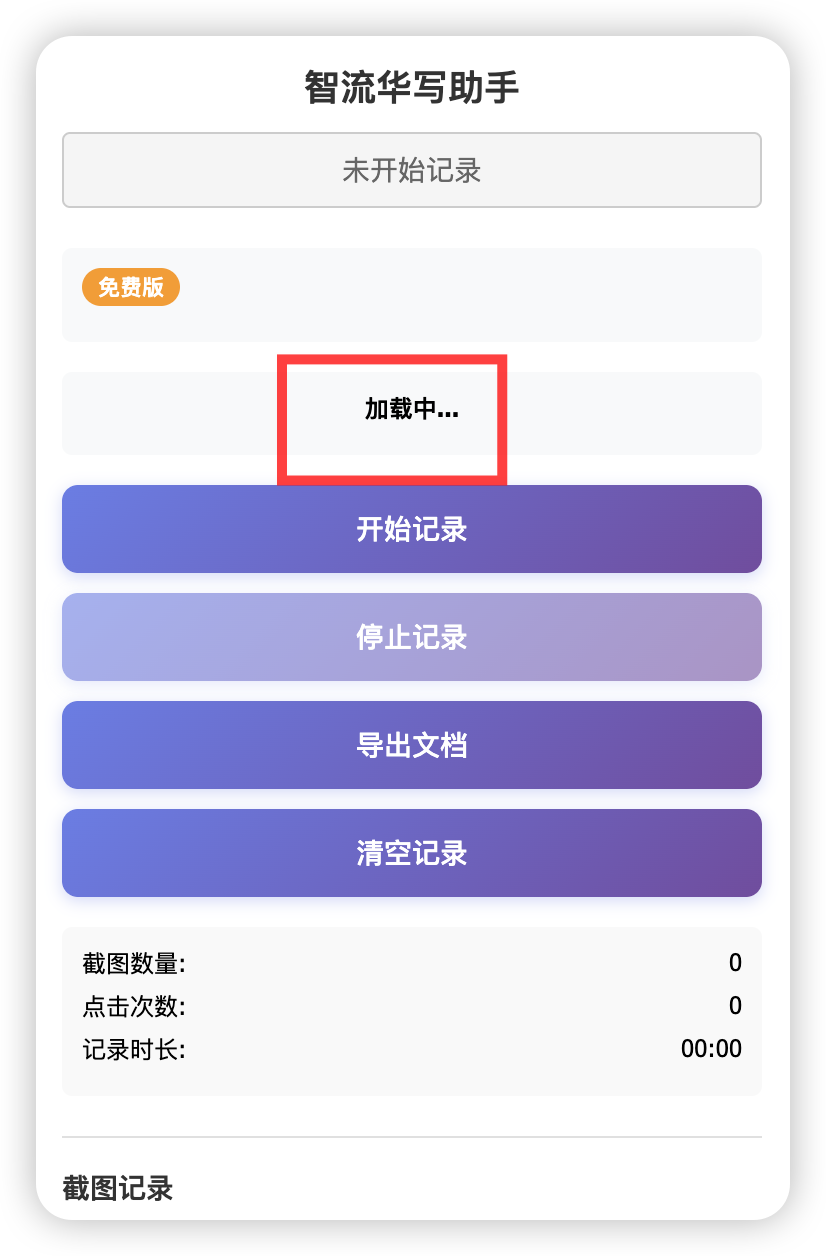 智流华写助手
未开始记录
免费版
加载中...
开始记录
停止记录
导出文档
清空记录
截图数量: 0
点击次数: 0
记录时长: 00:00
截图记录